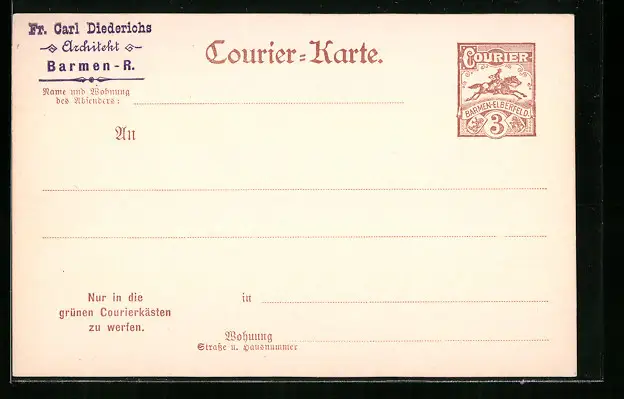 Fr. Carl Diederichs
Architekt
Barmen-R.
Courier-Karte.
COURIER
BARMEN-ELBERFELD.
3
Name und Wohnung
des Absenders:
An
Nur in die
grünen Courierkästen
zu werfen.
in
Wohnung
Straße u. Hausnummer